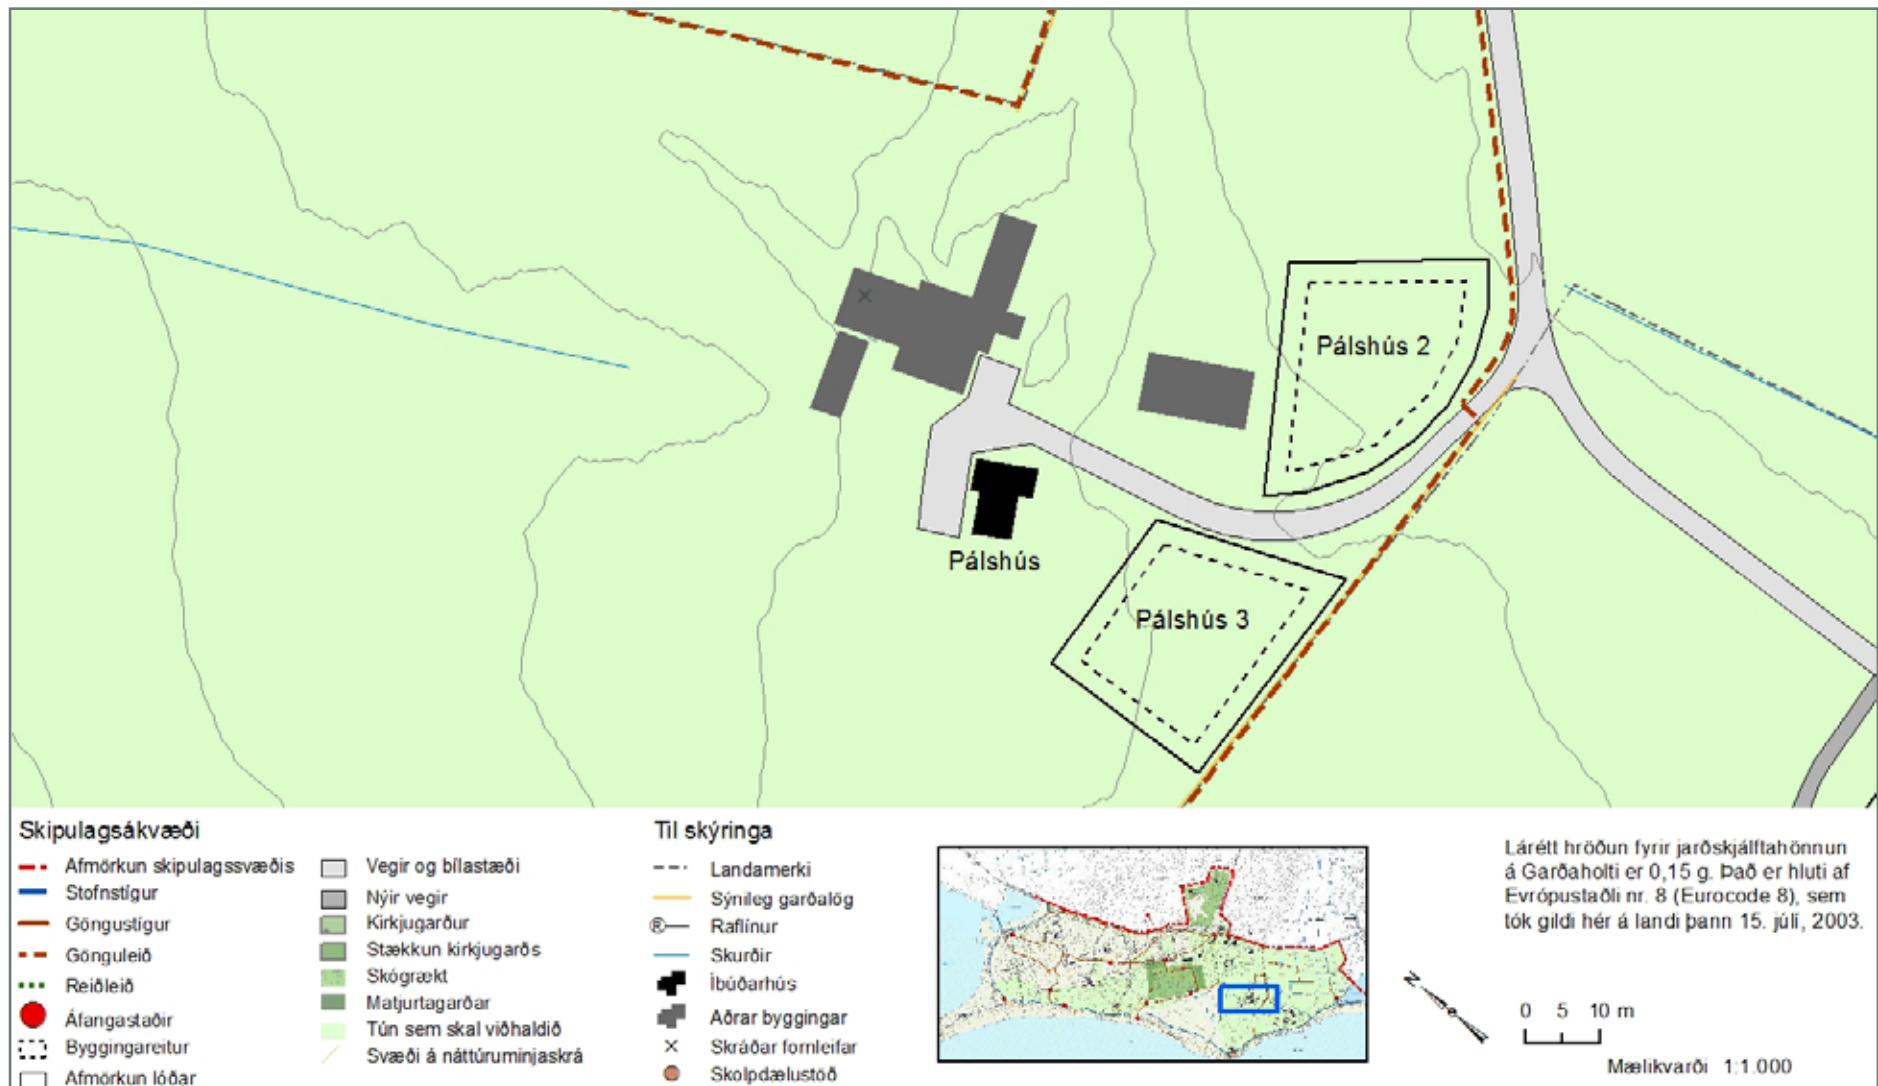 Pálshús 2
Pálshús
Pálshús 3
Skipulagsákvæði
Afmörkun skipulagssvæðis
Stofnstígur
Göngustígur
Gönguleið
Reiðleið
Áfangastaðir
Byggingareitur
Afmörkun lóðar
Vegir og bílastæði
Nýir vegir
Kirkjugarður
Stækkun kirkjugarðs
Skógrækt
Matjurtagarðar
Tún sem skal viðhaldið
Svæði á náttúruminjaskrá
Til skýringa
Landamerki
Sýnileg garðalög
R Raflínur
Skurðir
Íbúðarhús
Aðrar byggingar
Skráðar fornleifar
Skolpdælustöð
Lárétt hröðun fyrir jarðskjálftahönnun
á Garðaholti er 0,15 g. Það er hluti af
Evrópustaðli nr. 8 (Eurocode 8), sem
tók gildi hér á landi þann 15. júlí, 2003.
N
0 5 10 m
Mælikvarði 1:1.000